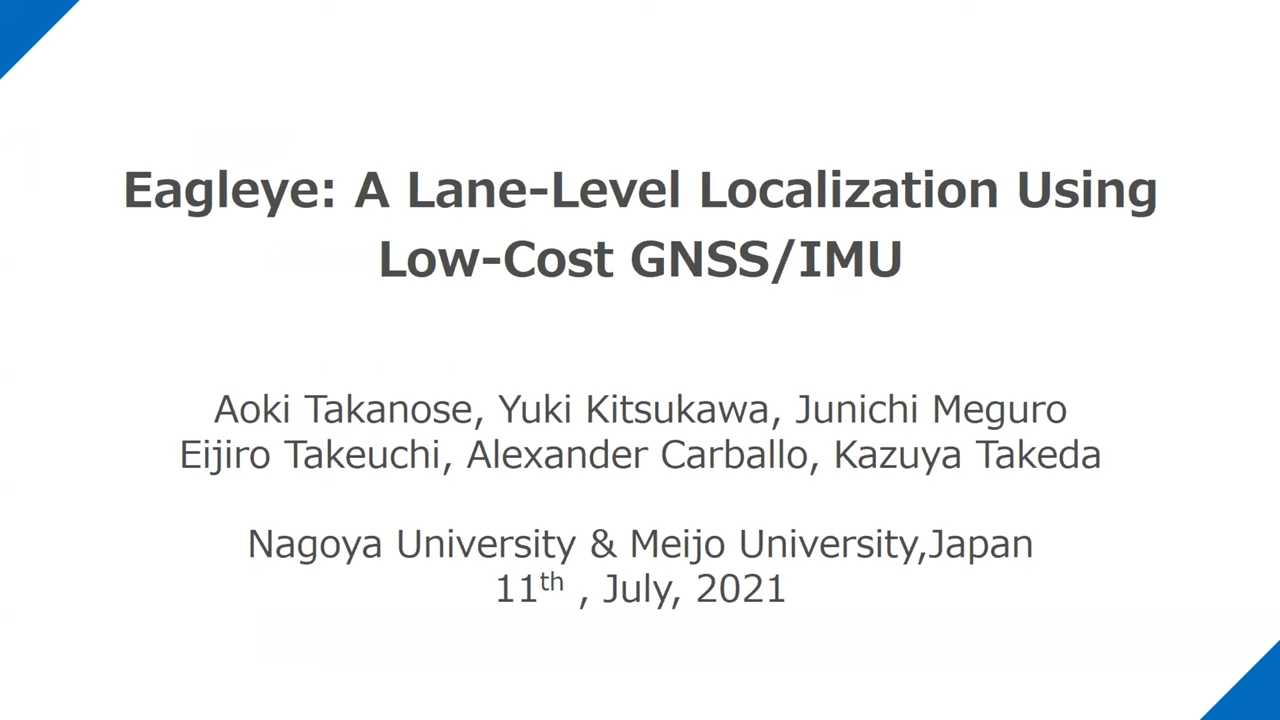 Eagleye: A Lane-Level Localization Using
Low-Cost GNSS/IMU
Aoki Takanose, Yuki Kitsukawa, Junichi Meguro
Eijiro Takeuchi, Alexander Carballo, Kazuya Takeda
Nagoya University & Meijo University,Japan
11th , July, 2021